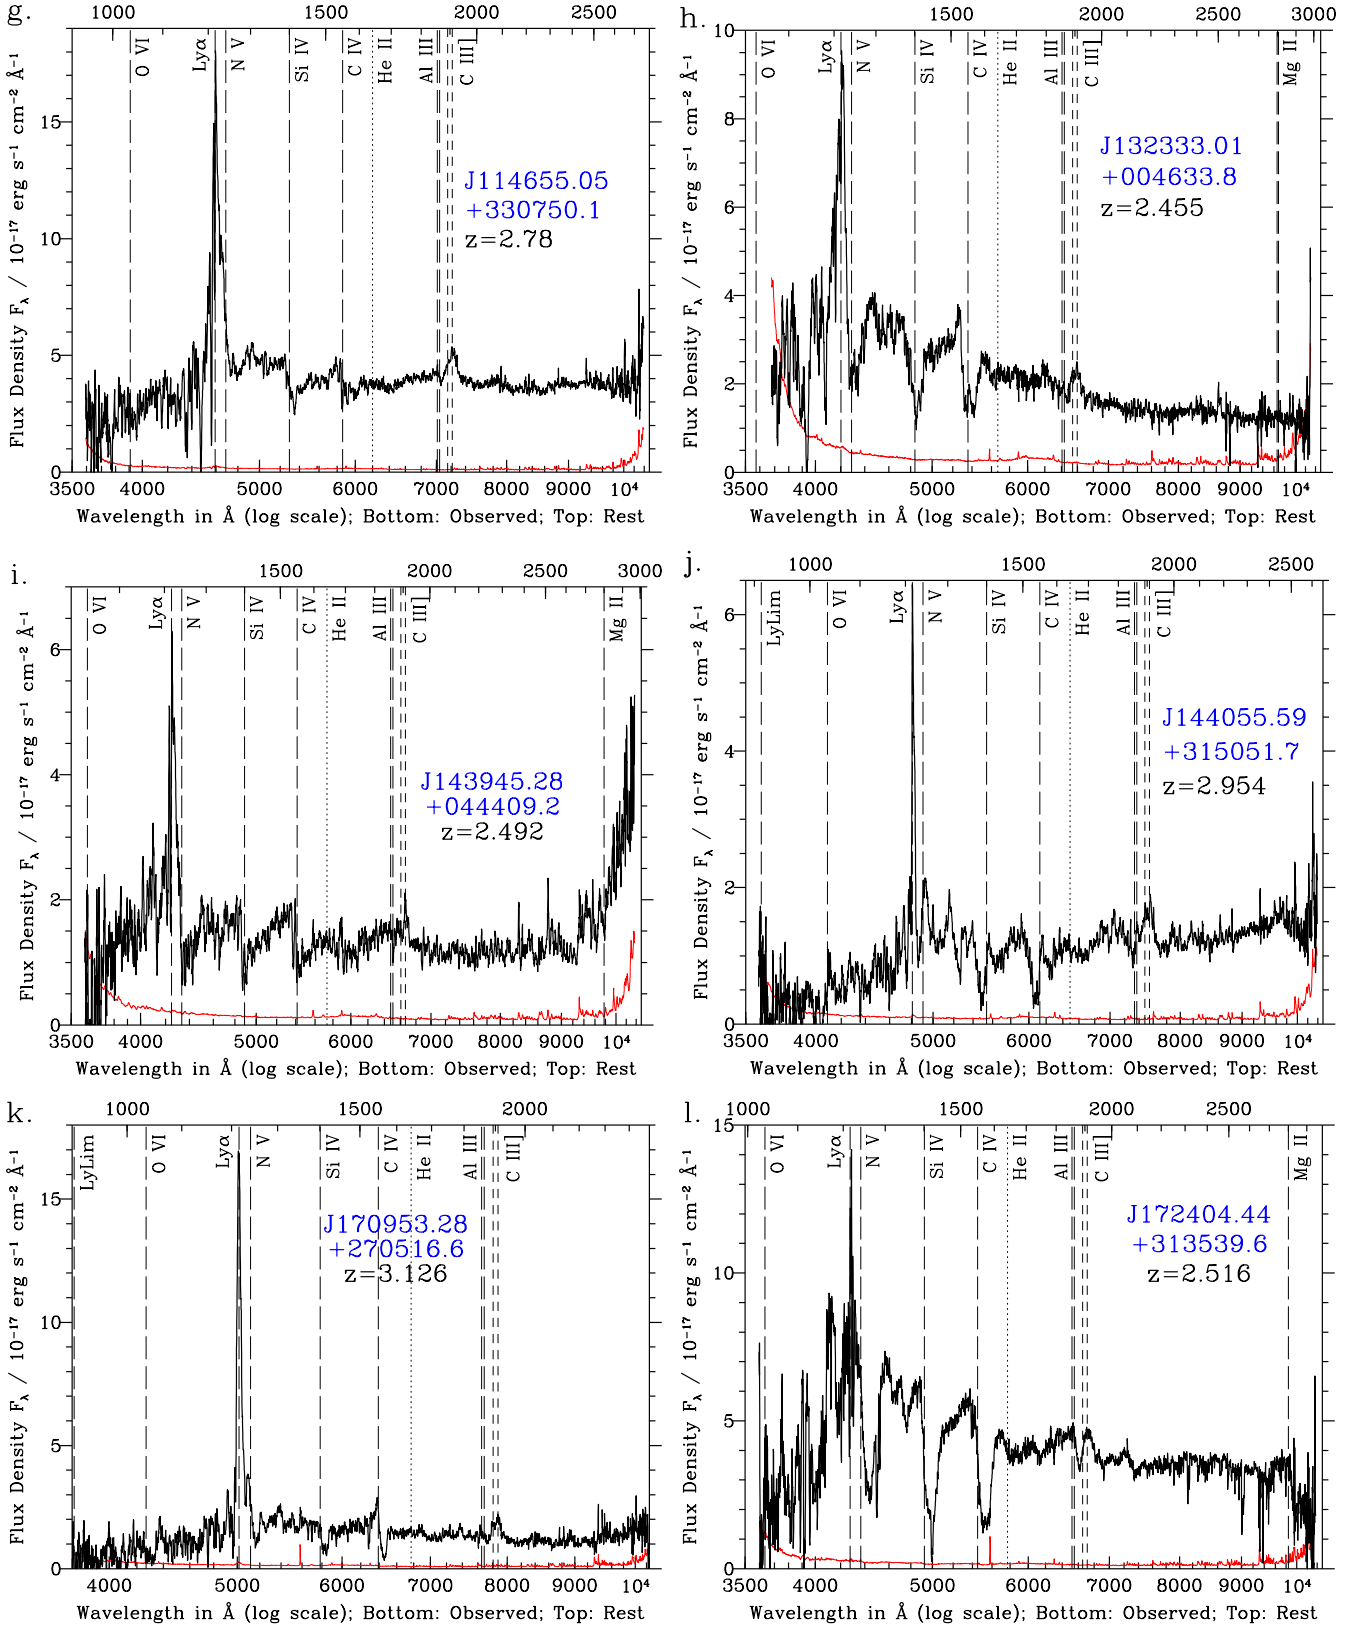 g.
1000 1500 2000 2500
O VI Lyα N V Si IV C IV He II Al III C III]
J114655.05
+330750.1
z=2.78
15
10
5
0
Flux Density Fλ / 10⁻¹⁷ erg s⁻¹ cm⁻² Å⁻¹
3500 4000 5000 6000 7000 8000 9000 10⁴
Wavelength in Å (log scale); Bottom: Observed; Top: Rest
h.
1500 2000 2500 3000
O VI Lyα N V Si IV C IV He II Al III C III] Mg II
J132333.01
+004633.8
z=2.455
10
8
6
4
2
0
Flux Density Fλ / 10⁻¹⁷ erg s⁻¹ cm⁻² Å⁻¹
3500 4000 5000 6000 7000 8000 9000 10⁴
Wavelength in Å (log scale); Bottom: Observed; Top: Rest
i.
1500 2000 2500 3000
O VI Lyα N V Si IV C IV He II Al III C III] Mg II
J143945.28
+044409.2
z=2.492
6
4
2
0
Flux Density Fλ / 10⁻¹⁷ erg s⁻¹ cm⁻² Å⁻¹
3500 4000 5000 6000 7000 8000 9000 10⁴
Wavelength in Å (log scale); Bottom: Observed; Top: Rest
j.
1000 1500 2000 2500
LyLim O VI Lyα N V Si IV C IV He II Al III C III]
J144055.59
+315051.7
z=2.954
6
4
2
0
Flux Density Fλ / 10⁻¹⁷ erg s⁻¹ cm⁻² Å⁻¹
3500 4000 5000 6000 7000 8000 9000 10⁴
Wavelength in Å (log scale); Bottom: Observed; Top: Rest
k.
1000 1500 2000
LyLim O VI Lyα N V Si IV C IV He II Al III C III]
J170953.28
+270516.6
z=3.126
15
10
5
0
Flux Density Fλ / 10⁻¹⁷ erg s⁻¹ cm⁻² Å⁻¹
4000 5000 6000 7000 8000 9000 10⁴
Wavelength in Å (log scale); Bottom: Observed; Top: Rest
l.
1000 1500 2000 2500
O VI Lyα N V Si IV C IV He II Al III C III] Mg II
J172404.44
+313539.6
z=2.516
15
10
5
0
Flux Density Fλ / 10⁻¹⁷ erg s⁻¹ cm⁻² Å⁻¹
3500 4000 5000 6000 7000 8000 9000 10⁴
Wavelength in Å (log scale); Bottom: Observed; Top: Rest